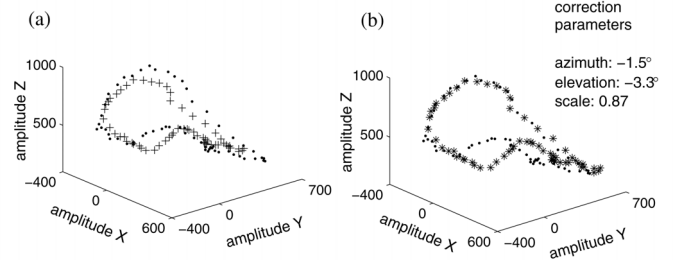 (a)
1000
500
−400
0
600
−400
0
700
amplitude Z
amplitude X
amplitude Y
(b)
1000
500
−400
0
600
−400
0
700
amplitude Z
amplitude X
amplitude Y
correction
parameters
azimuth: −1.5°
elevation: −3.3°
scale: 0.87